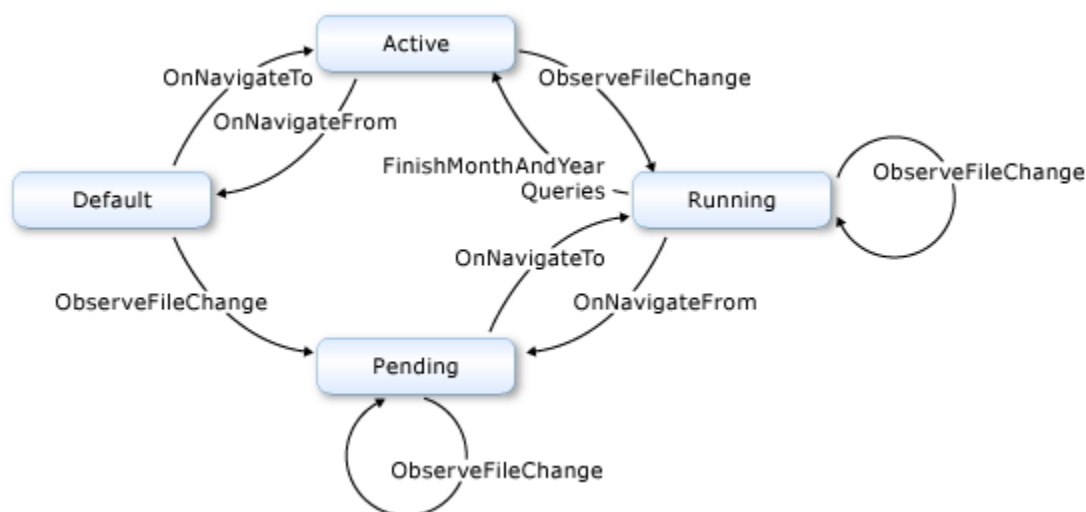 Active
OnNavigateTo
ObserveFileChange
OnNavigateFrom
FinishMonthAndYear
Queries
ObserveFileChange
Default
Running
OnNavigateTo
ObserveFileChange
OnNavigateFrom
Pending
ObserveFileChange